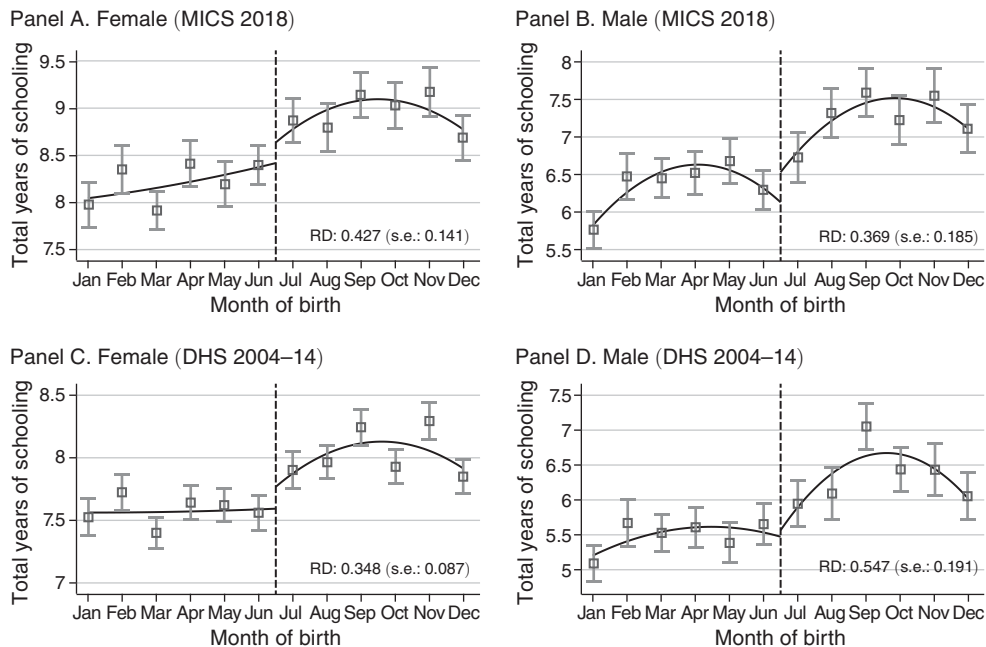 Panel A. Female (MICS 2018)
Total years of schooling
9.5
9
8.5
8
7.5
RD: 0.427 (s.e.: 0.141)
Jan Feb Mar Apr May Jun Jul Aug Sep Oct Nov Dec
Month of birth
Panel B. Male (MICS 2018)
Total years of schooling
8
7.5
7
6.5
6
5.5
RD: 0.369 (s.e.: 0.185)
Jan Feb Mar Apr May Jun Jul Aug Sep Oct Nov Dec
Month of birth
Panel C. Female (DHS 2004–14)
Total years of schooling
8.5
8
7.5
7
RD: 0.348 (s.e.: 0.087)
Jan Feb Mar Apr May Jun Jul Aug Sep Oct Nov Dec
Month of birth
Panel D. Male (DHS 2004–14)
Total years of schooling
7.5
7
6.5
6
5.5
5
RD: 0.547 (s.e.: 0.191)
Jan Feb Mar Apr May Jun Jul Aug Sep Oct Nov Dec
Month of birth